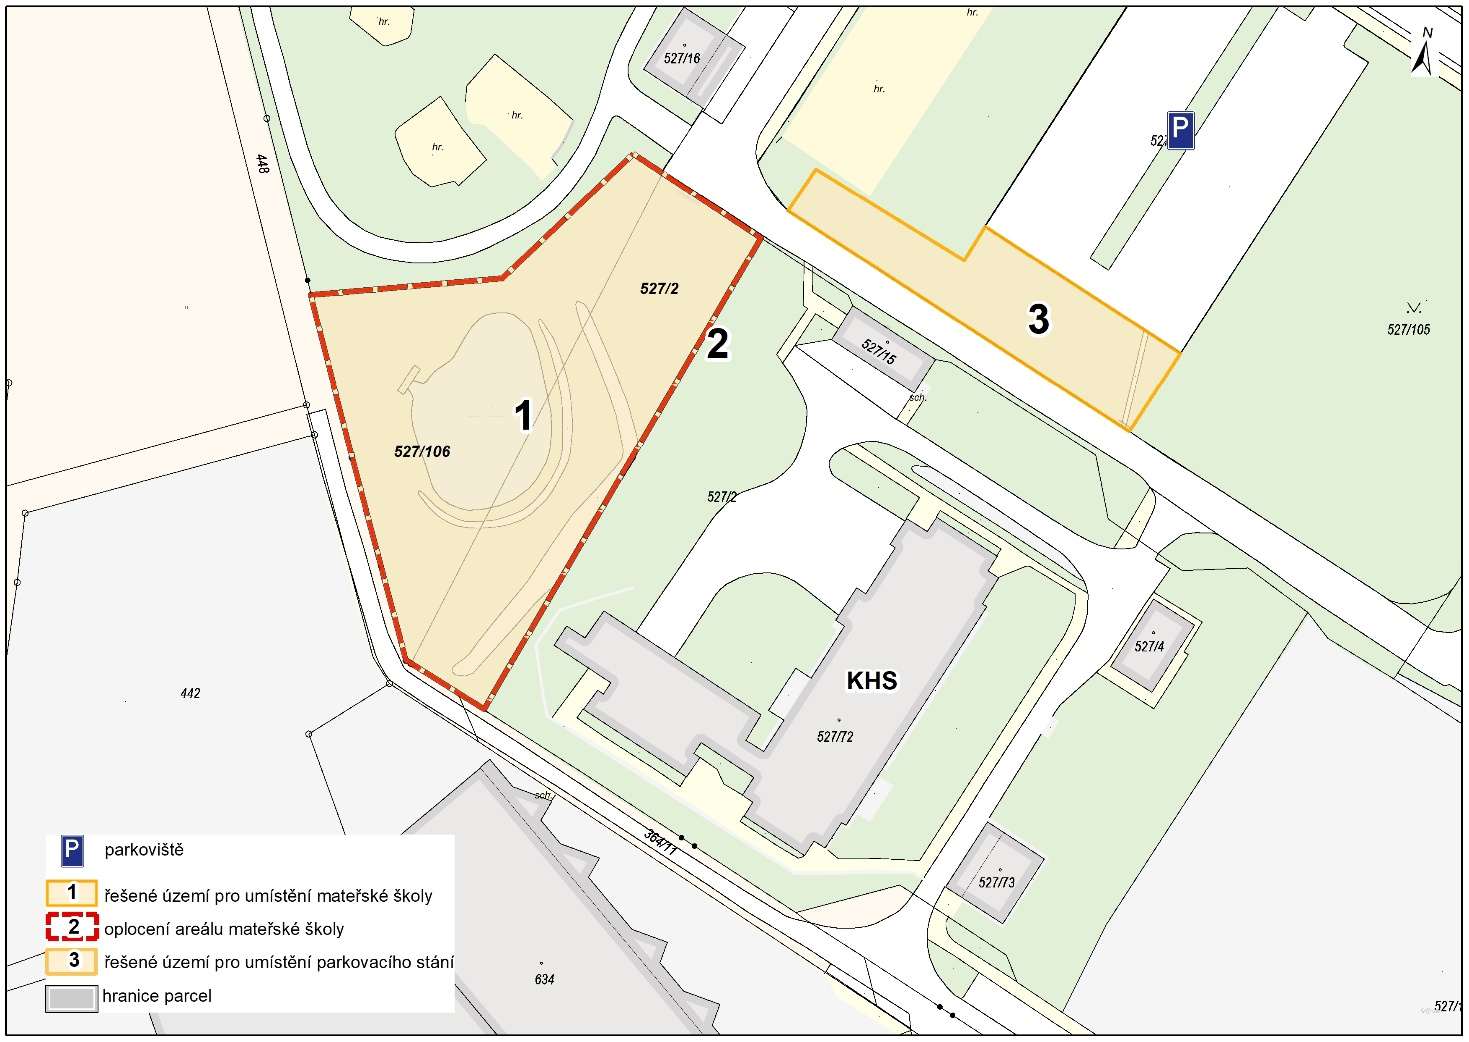 hr.
hr.
N
527/16
hr.
hr.
P
hr.
448
527/2
3
527/105
2
527/15
sch.
1
527/106
527/2
527/4
KHS
442
527/72
sch.
364/11
527/73
634
P parkoviště
1 řešené území pro umístění mateřské školy
2 oplocení areálu mateřské školy
3 řešené území pro umístění parkovacího stání
hranice parcel